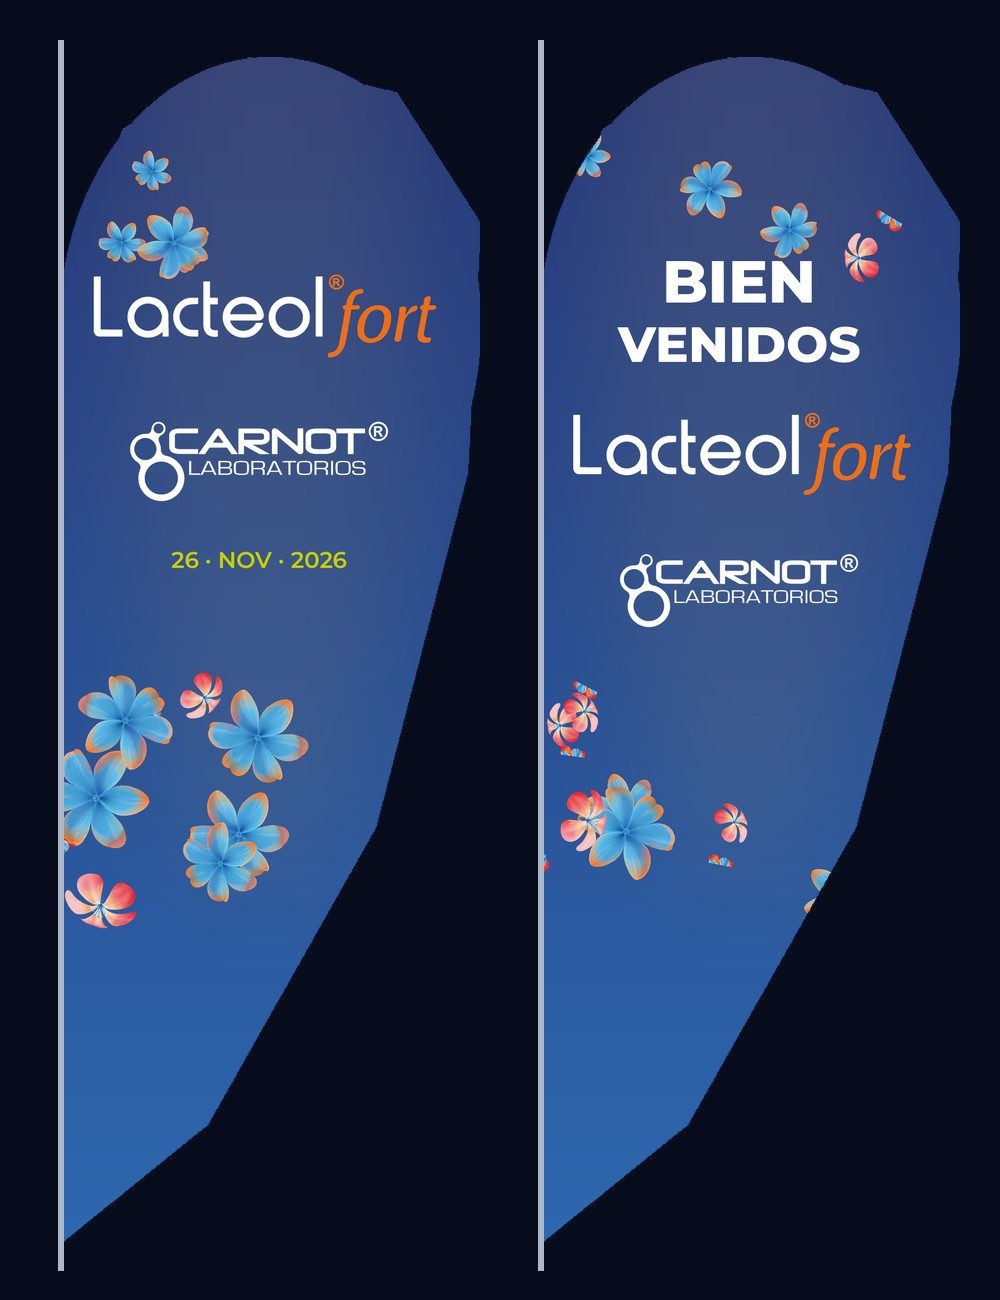 Lacteol® fort
CARNOT®
LABORATORIOS
26 · NOV · 2026
BIEN
VENIDOS
Lacteol® fort
CARNOT®
LABORATORIOS